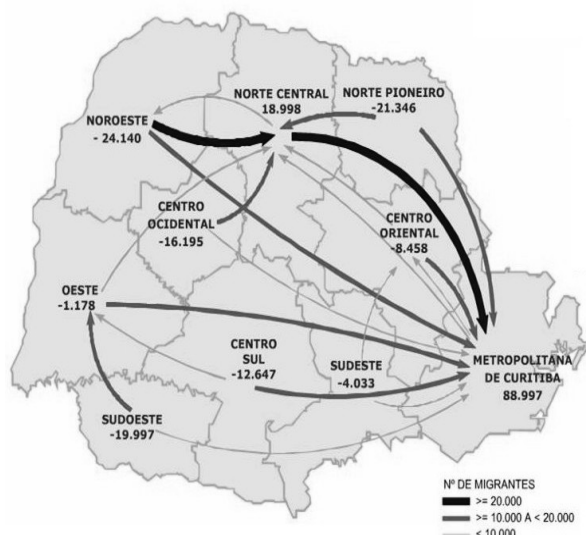 NORTE CENTRAL
18.998
NORTE PIONEIRO
-21.346
NOROESTE
- 24.140
CENTRO
OCIDENTAL
-16.195
CENTRO
ORIENTAL
-8.458
OESTE
-1.178
CENTRO
SUL
-12.647
SUDESTE
-4.033
METROPOLITANA
DE CURITIBA
88.997
SUDOESTE
-19.997
Nº DE MIGRANTES
>= 20.000
>= 10.000 A < 20.000
< 10.000